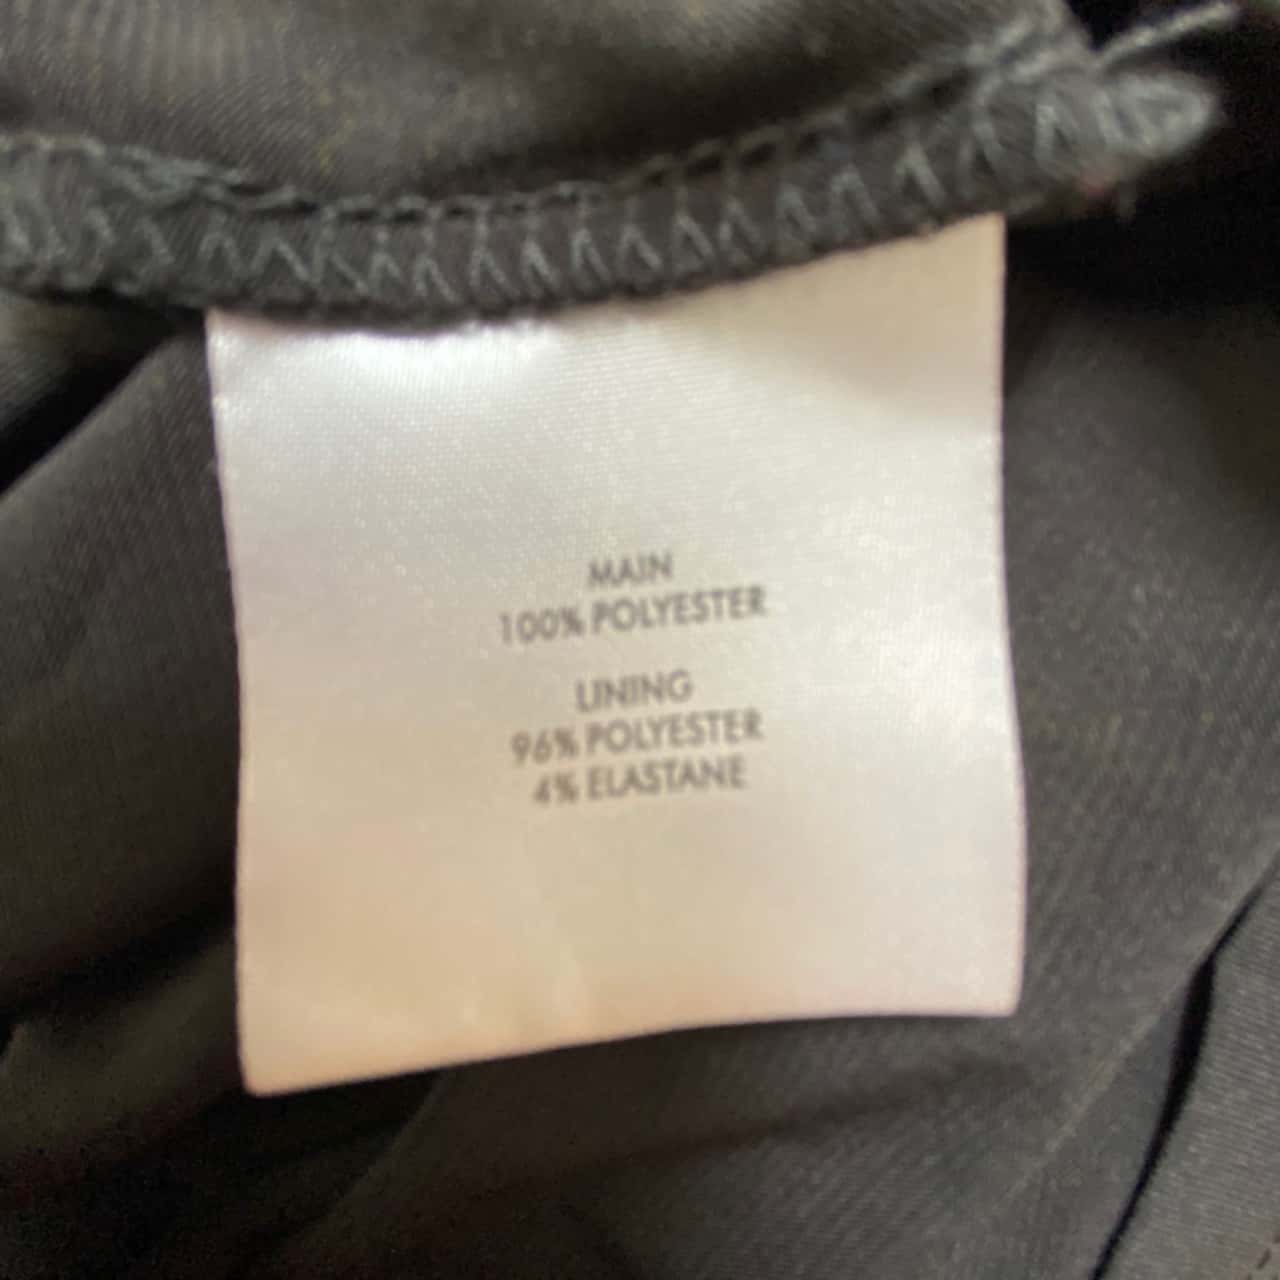 MAIN
100% POLYESTER
LINING
96% POLYESTER
4% ELASTANE